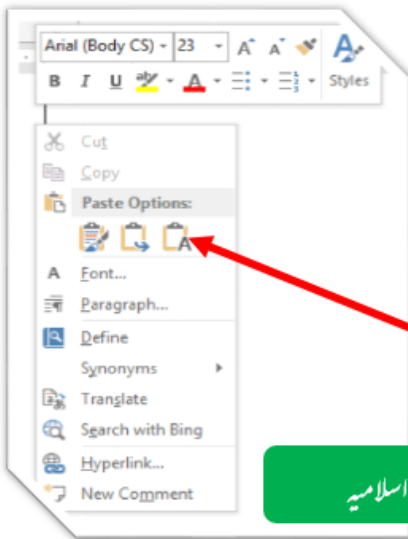 Arial (Body CS) 23 A A A
B I U aby A Styles
Cut
Copy
Paste Options:
A Font...
Paragraph...
Define
Synonyms
Translate
Search with Bing
Hyperlink...
New Comment
اسلامیہ